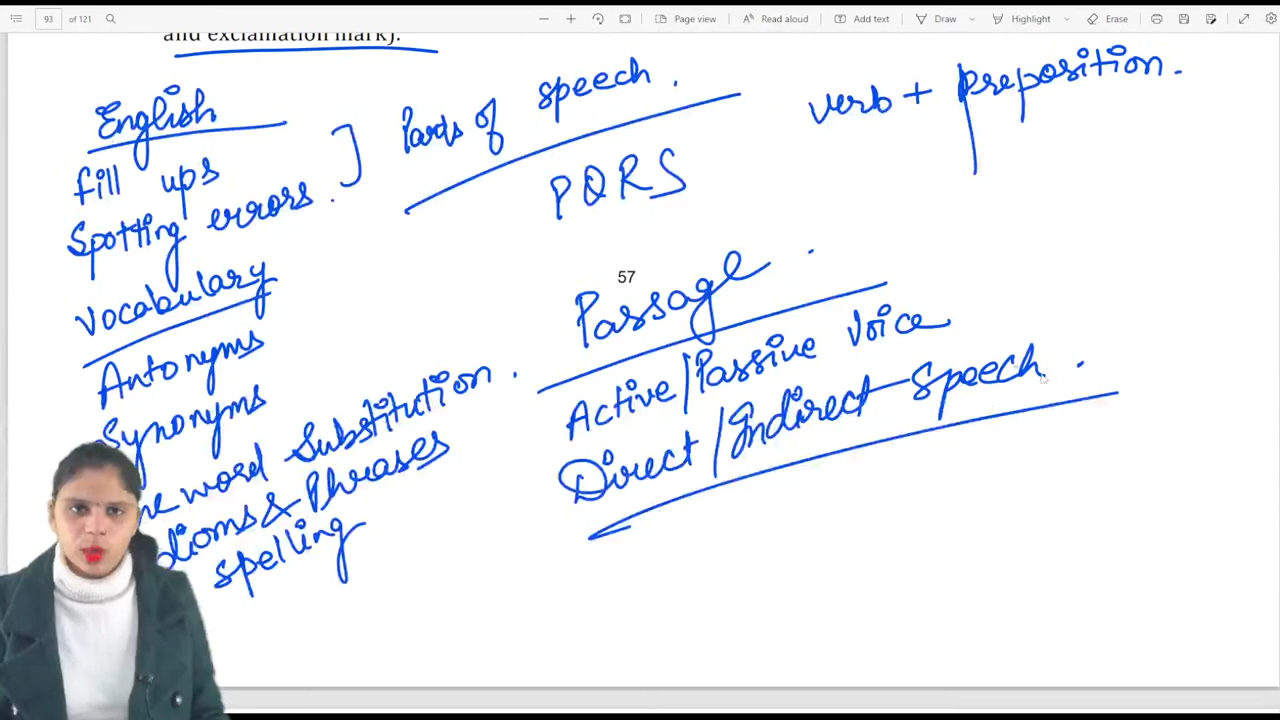 93 of 121
Page view
Read aloud
Add text
Draw
Highlight
Erase
and exclamation mark).
English
fill ups
Spotting errors.
Parts of speech.
verb + preposition.
PQRS
57
Vocabulary
Antonyms
Synonyms
word Substitution.
Idioms & Phrases
spelling
Passage.
Active/Passive Voice
Direct/Indirect Speech.